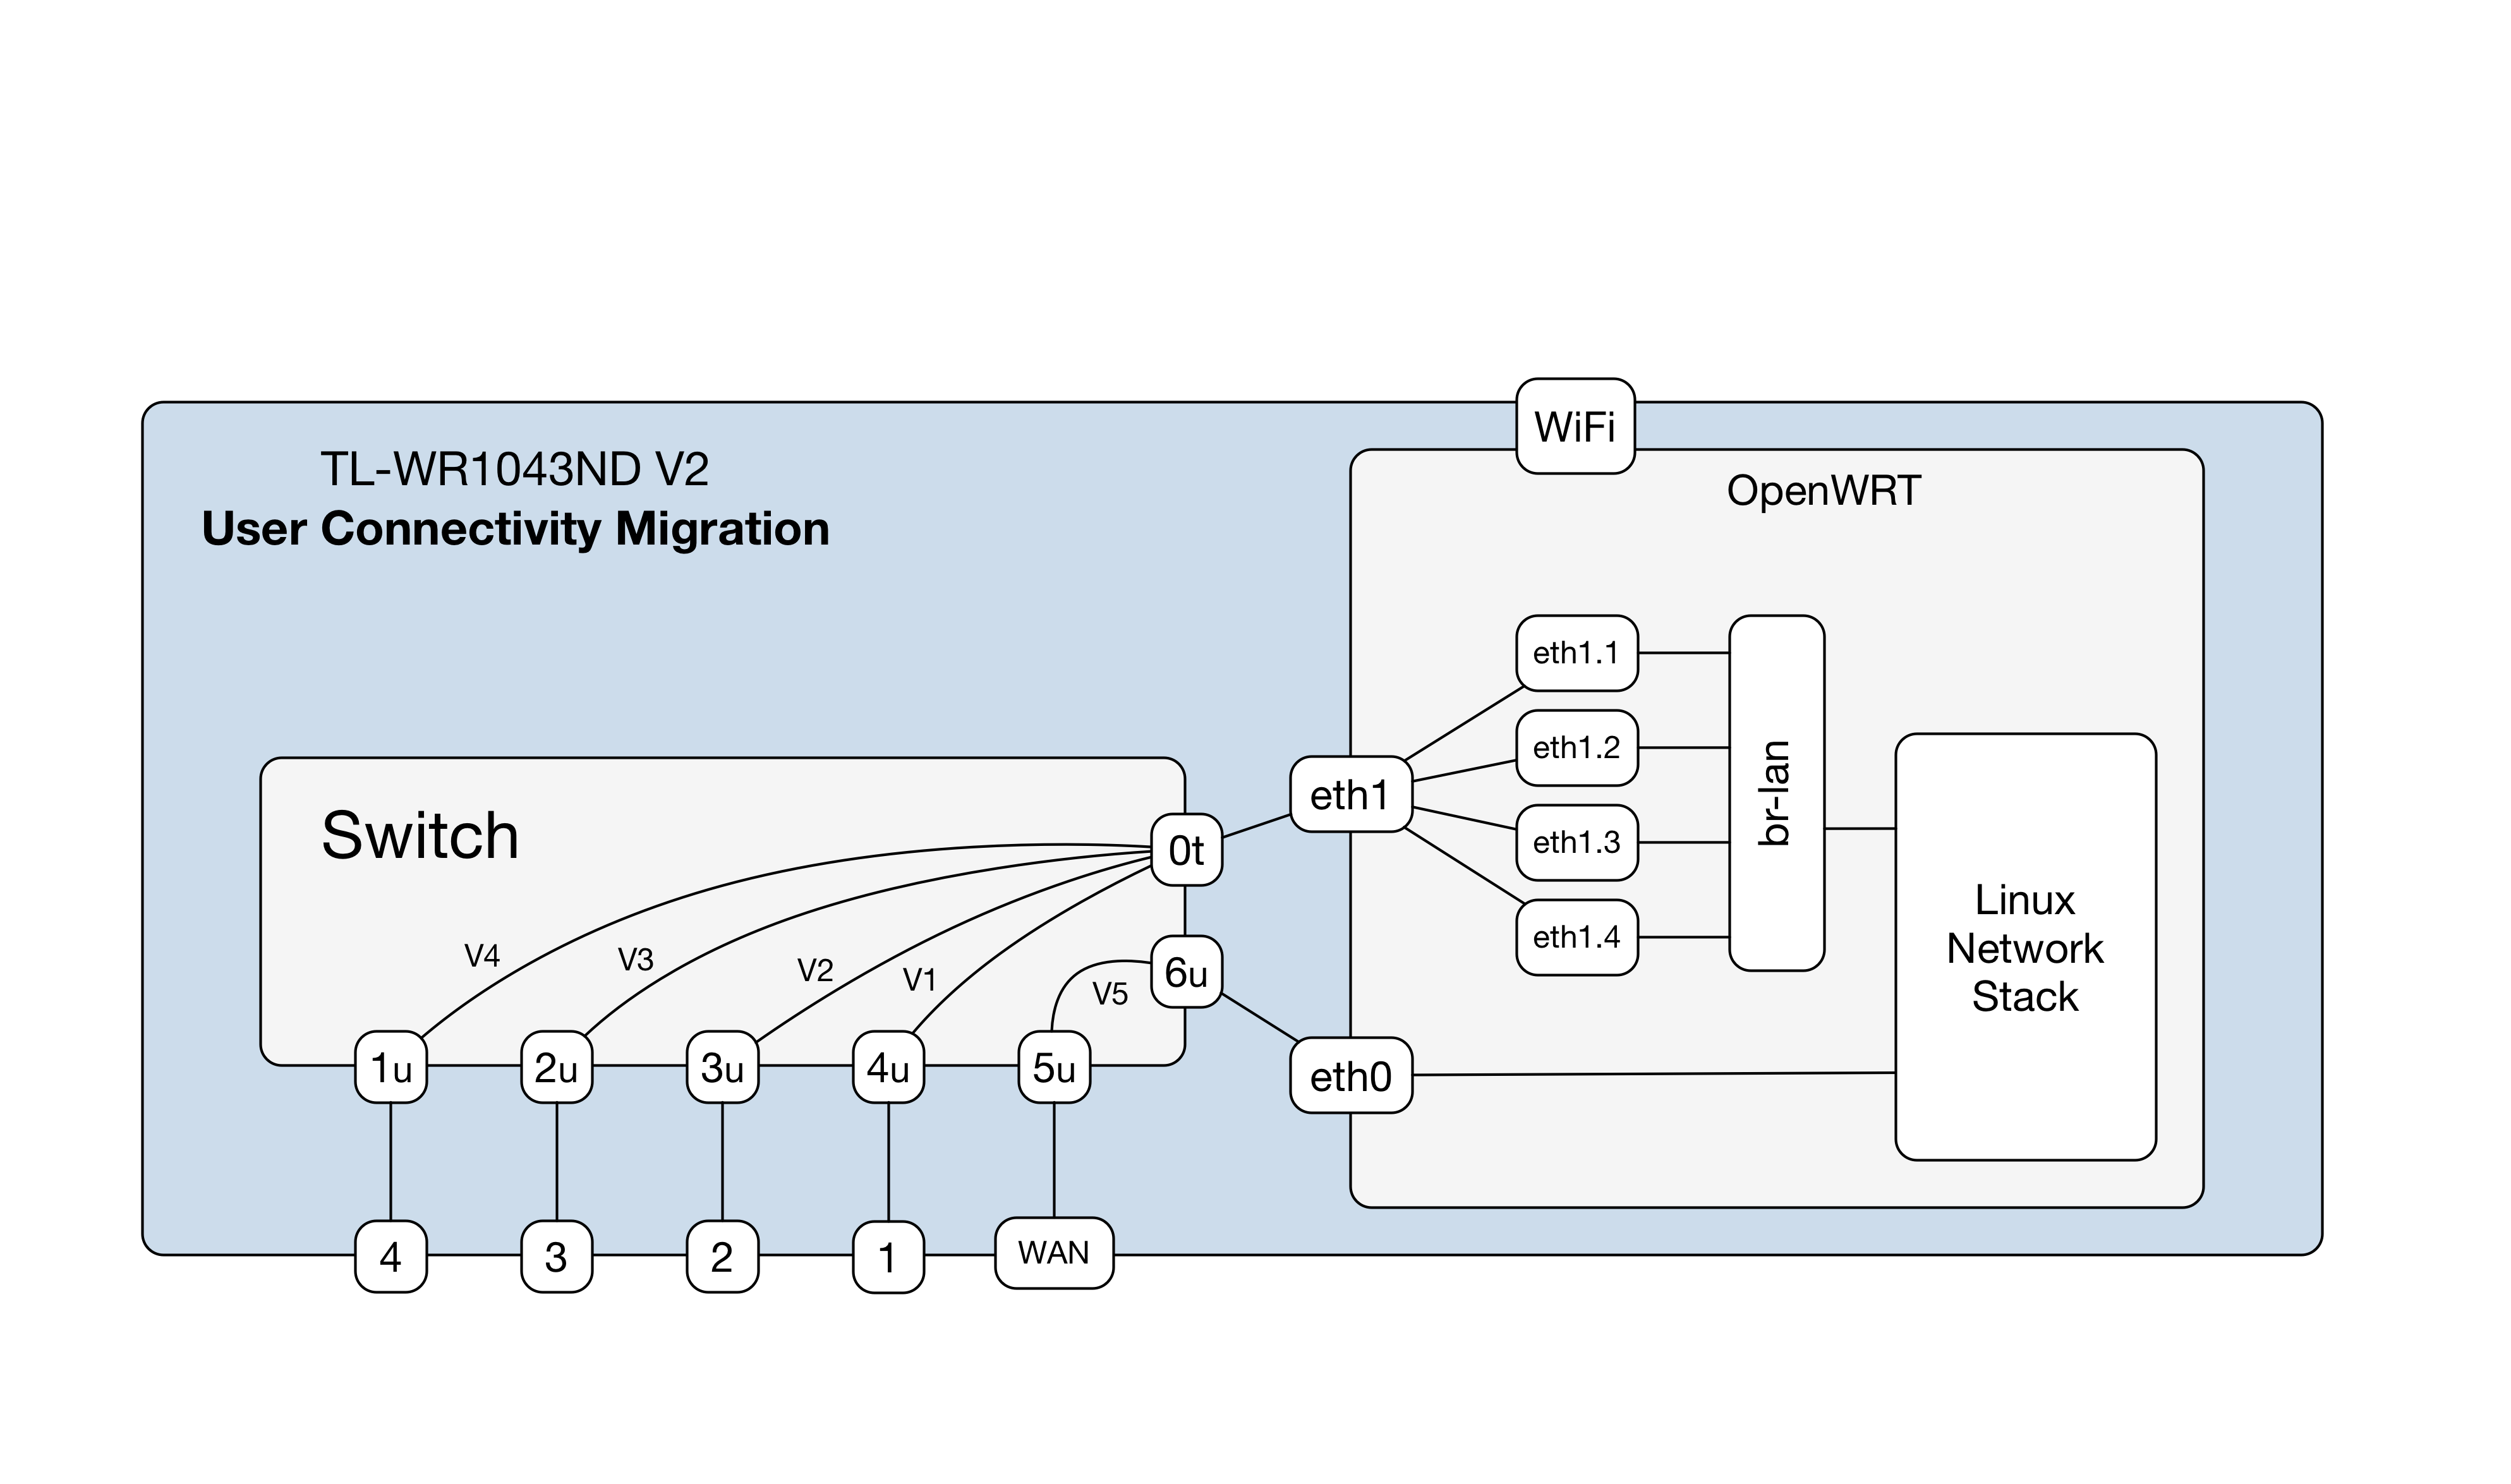 WiFi
TL-WR1043ND V2
User Connectivity Migration
OpenWRT
eth1.1
eth1.2
eth1.3
eth1.4
br-lan
eth1
Switch
0t
Linux
Network
Stack
V4
V3
V2
V1
V5
6u
1u
2u
3u
4u
5u
eth0
4
3
2
1
WAN